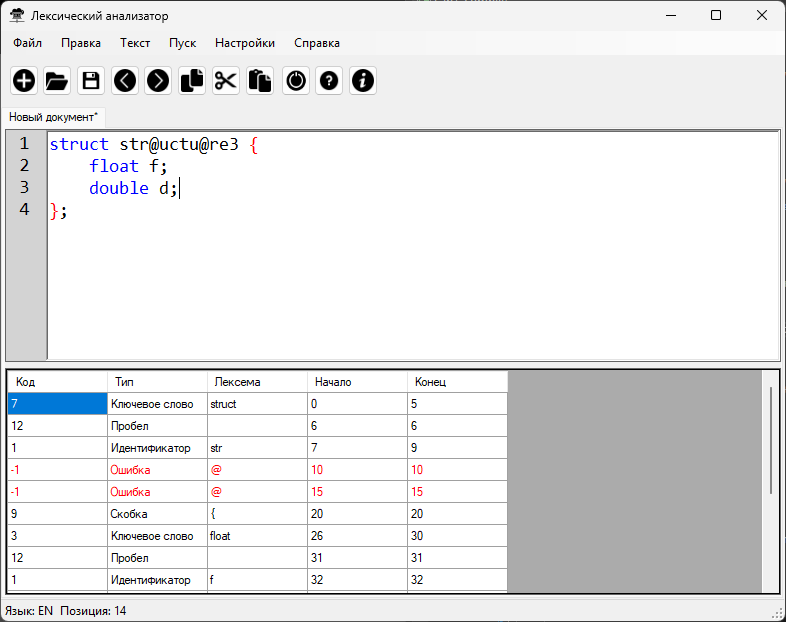 Лексический анализатор
Файл Правка Текст Пуск Настройки Справка
Новый документ*
1 struct str@uctu@re3 {
2 float f;
3 double d;
4 };
Код Тип Лексема Начало Конец
7 Ключевое слово struct 0 5
12 Пробел 6 6
1 Идентификатор str 7 9
-1 Ошибка @ 10 10
-1 Ошибка @ 15 15
9 Скобка { 20 20
3 Ключевое слово float 26 30
12 Пробел 31 31
1 Идентификатор f 32 32
Язык: EN Позиция: 14